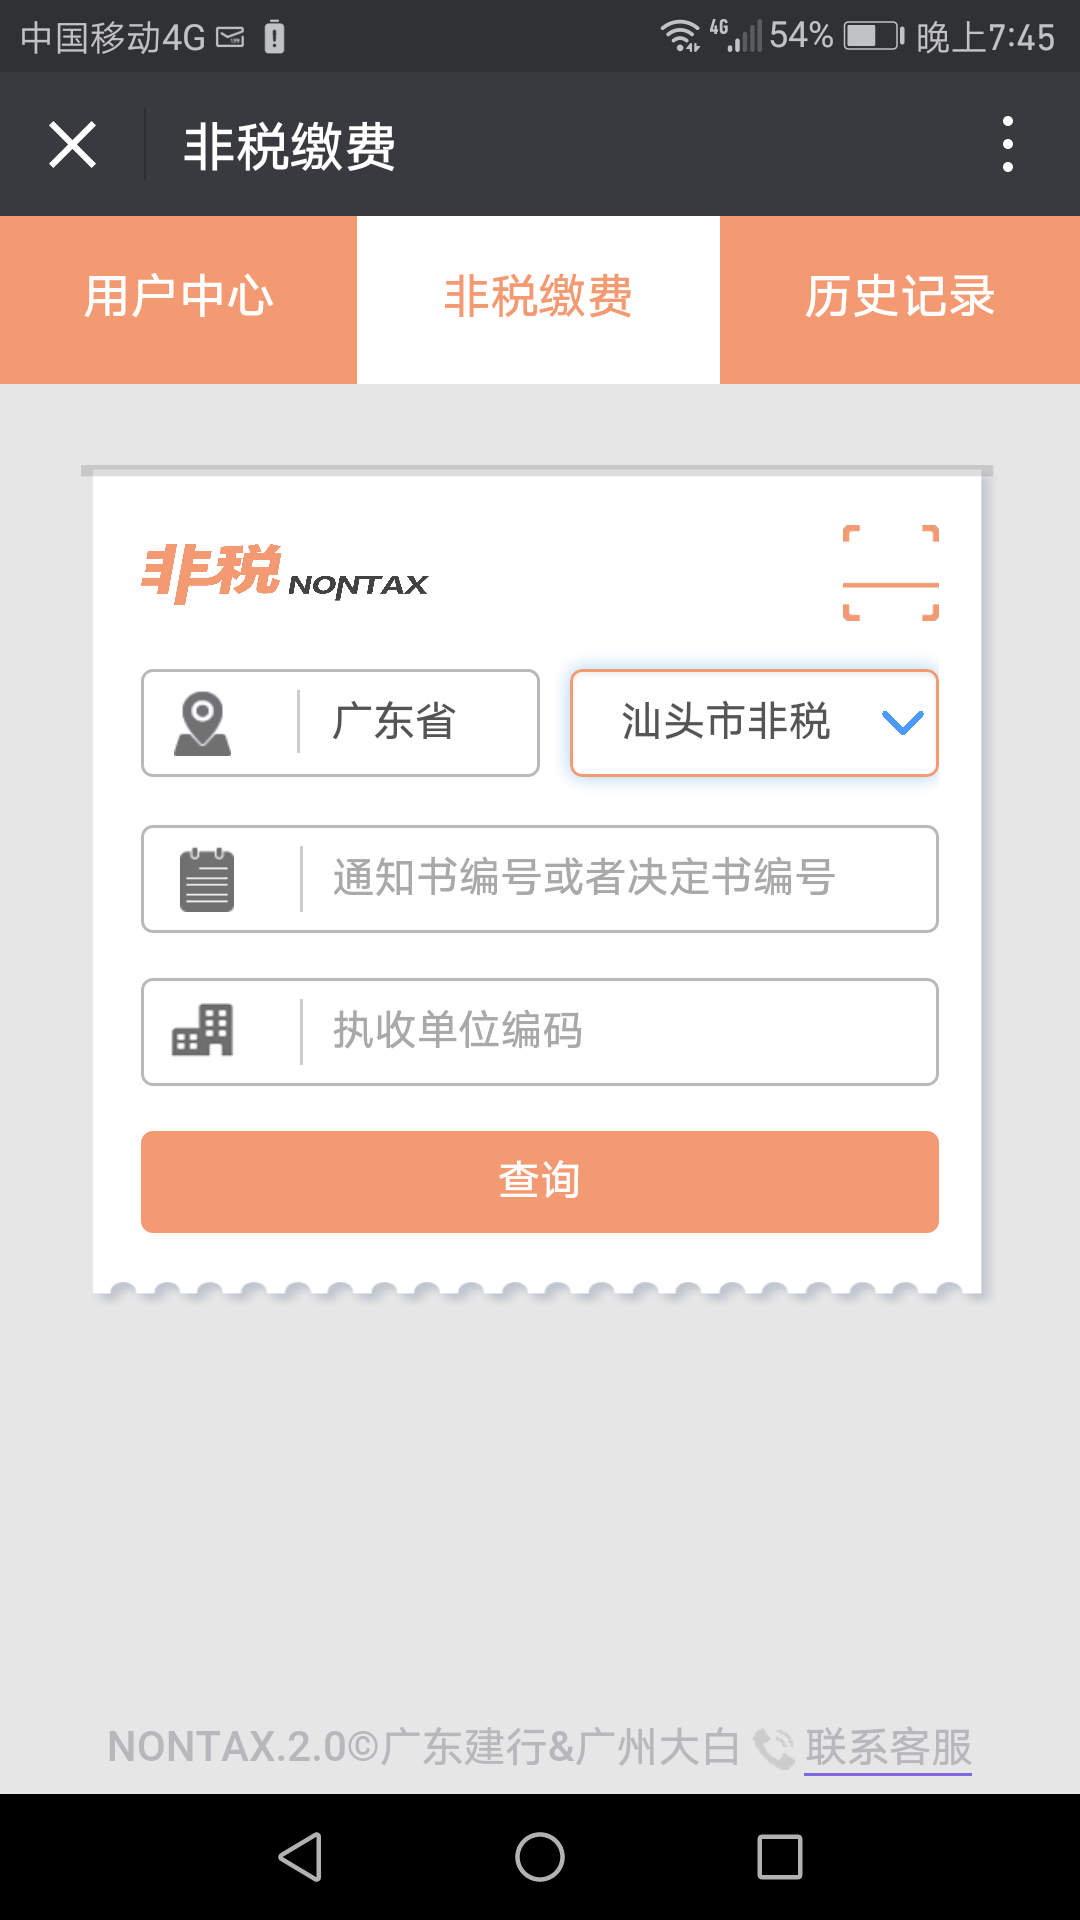 中国移动4G 4G 54% 晚上7:45
非税缴费
用户中心 非税缴费 历史记录
非税 NONTAX
广东省 汕头市非税
通知书编号或者决定书编号
执收单位编码
查询
NONTAX.2.0©广东建行&广州大白 联系客服